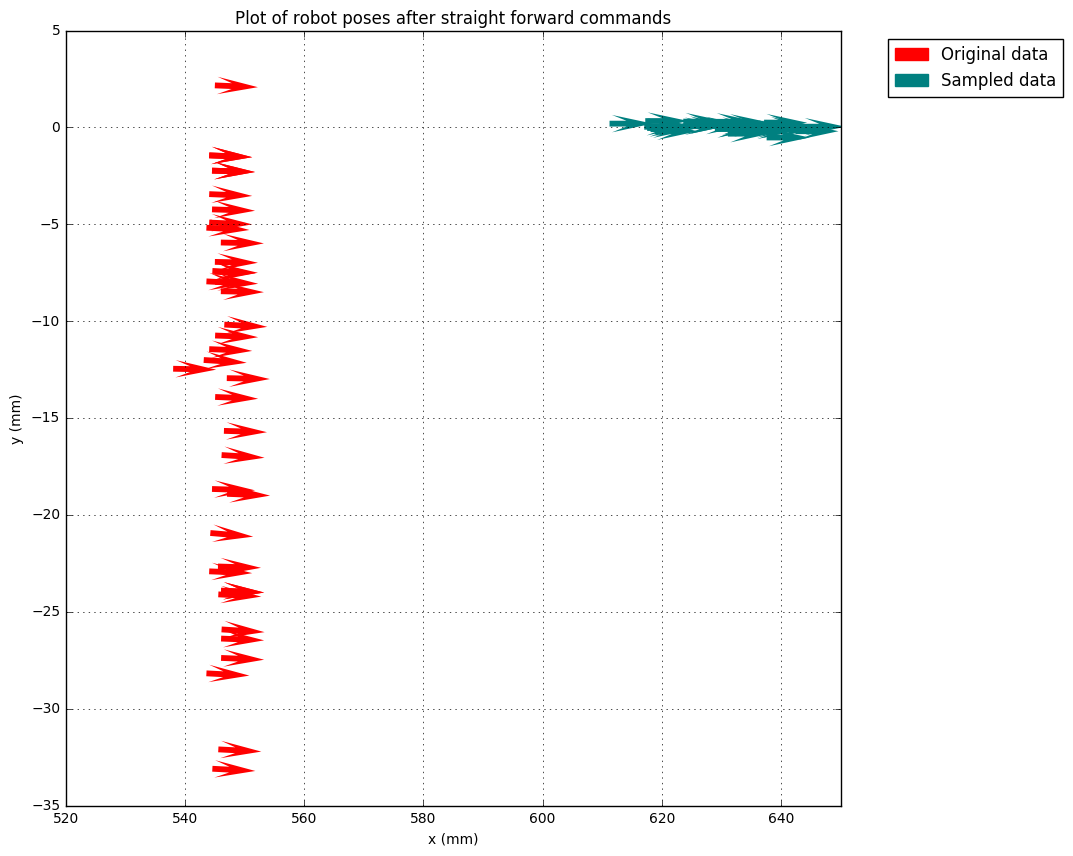 Plot of robot poses after straight forward commands
Original data
Sampled data
5
0
−5
−10
−15
−20
−25
−30
−35
y (mm)
520 540 560 580 600 620 640
x (mm)